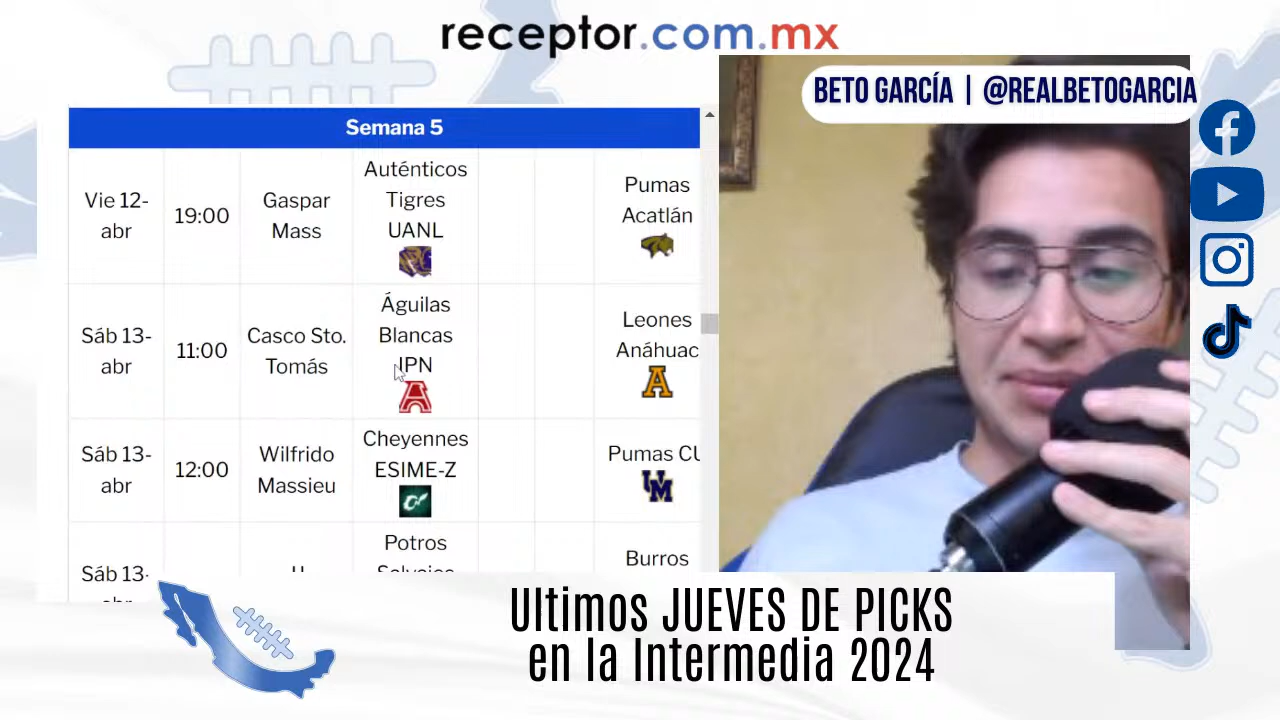 receptor.com.mx
BETO GARCÍA | @REALBETOGARCIA
Semana 5
Vie 12-
abr
19:00
Gaspar
Mass
Auténticos
Tigres
UANL
Pumas
Acatlán
Sáb 13-
abr
11:00
Casco Sto.
Tomás
Águilas
Blancas
IPN
Leones
Anáhuac
Sáb 13-
abr
12:00
Wilfrido
Massieu
Cheyennes
ESIME-Z
Pumas CU
Sáb 13-
abr
Potros
Salvajes
Burros
Ultimos JUEVES DE PICKS
en la Intermedia 2024